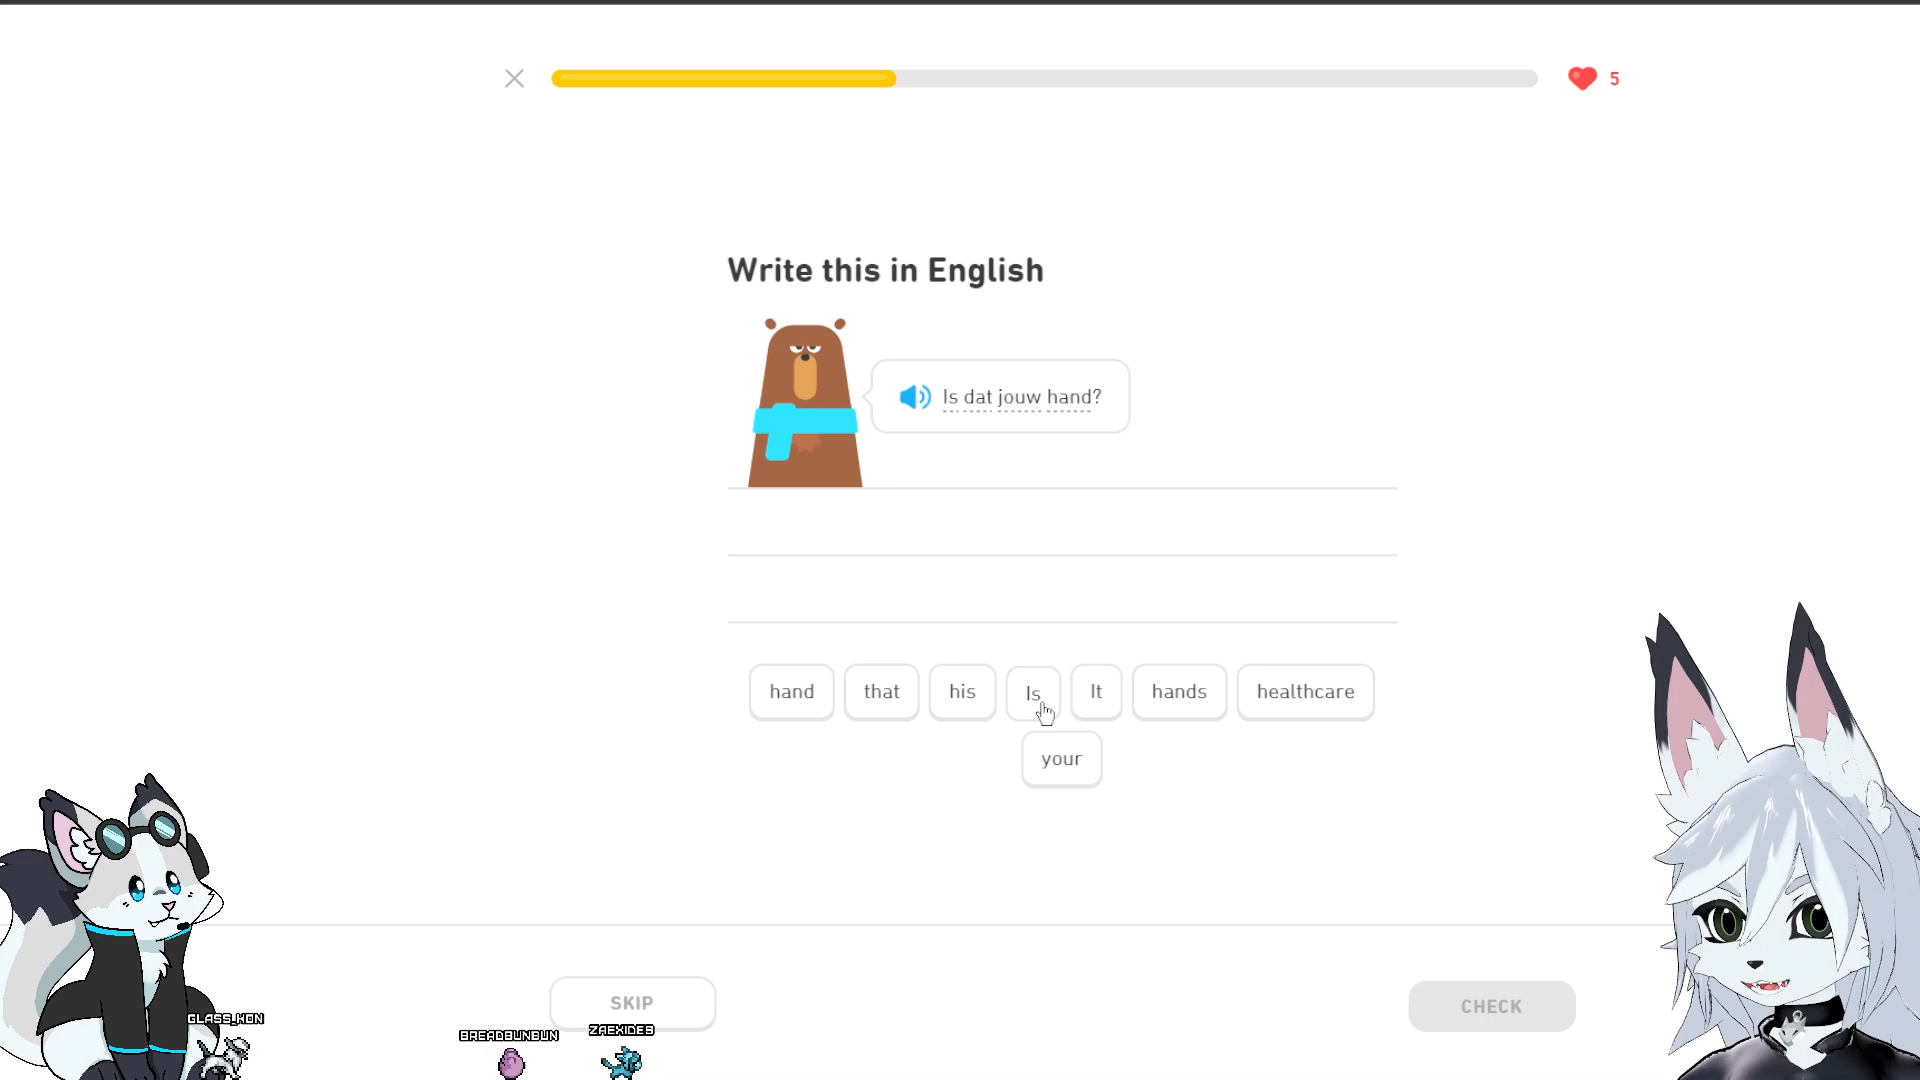 5
Write this in English
Is dat jouw hand?
hand that his Is It hands healthcare
your
SKIP
CHECK
GLASS_KON
BREADBUNBUN
ZAEXIDE3